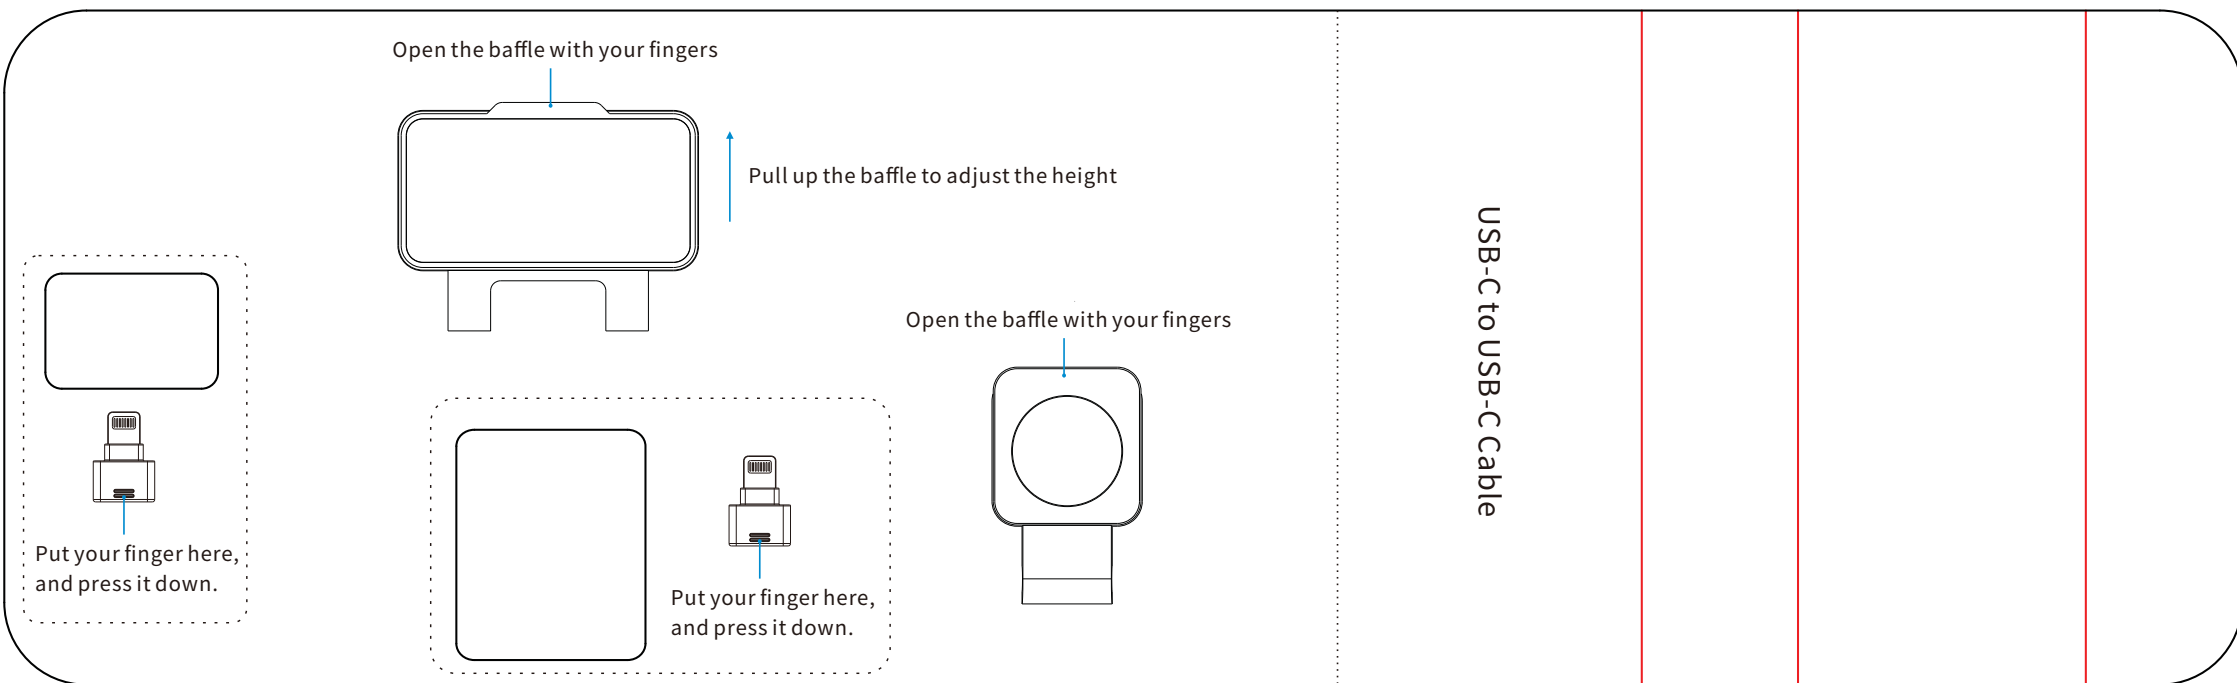 Open the baffle with your fingers
Pull up the baffle to adjust the height
Open the baffle with your fingers
Put your finger here,
and press it down.
Put your finger here,
and press it down.
USB-C to USB-C Cable